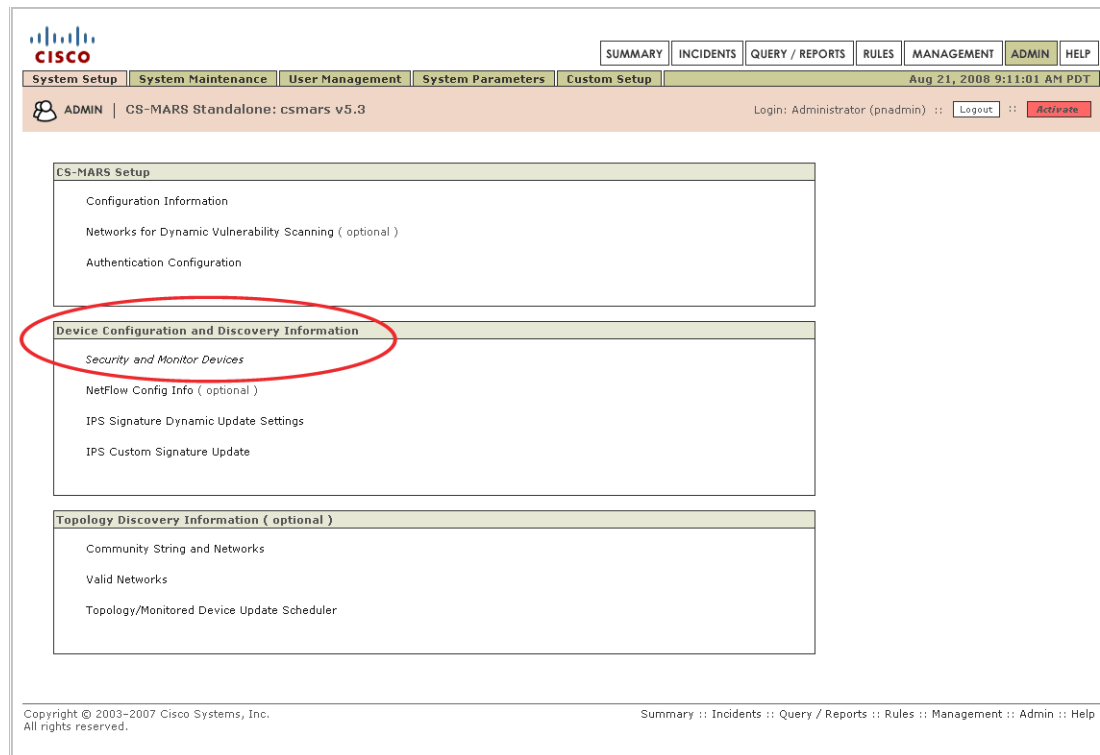 CISCO
SUMMARY INCIDENTS QUERY / REPORTS RULES MANAGEMENT ADMIN HELP
System Setup System Maintenance User Management System Parameters Custom Setup Aug 21, 2008 9:11:01 AM PDT
ADMIN | CS-MARS Standalone: csmars v5.3 Login: Administrator (pnadmin) :: Logout :: Activate
CS-MARS Setup
Configuration Information
Networks for Dynamic Vulnerability Scanning ( optional )
Authentication Configuration
Device Configuration and Discovery Information
Security and Monitor Devices
NetFlow Config Info ( optional )
IPS Signature Dynamic Update Settings
IPS Custom Signature Update
Topology Discovery Information ( optional )
Community String and Networks
Valid Networks
Topology/Monitored Device Update Scheduler
Copyright © 2003-2007 Cisco Systems, Inc. Summary :: Incidents :: Query / Reports :: Rules :: Management :: Admin :: Help
All rights reserved.